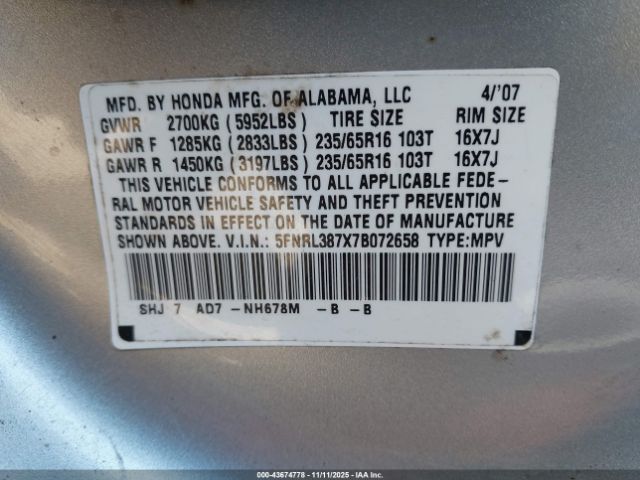 MFD. BY HONDA MFG. OF ALABAMA, LLC 4/'07
GVWR 2700KG (5952LBS) TIRE SIZE RIM SIZE
GAWR F 1285KG (2833LBS) 235/65R16 103T 16X7J
GAWR R 1450KG (3197LBS) 235/65R16 103T 16X7J
THIS VEHICLE CONFORMS TO ALL APPLICABLE FEDE-
RAL MOTOR VEHICLE SAFETY AND THEFT PREVENTION
STANDARDS IN EFFECT ON THE DATE OF MANUFACTURE
SHOWN ABOVE. V.I.N.: 5FNRL387X7B072658 TYPE:MPV
SHJ 7 AD7 -NH678M -B -B
000-43674778 - 11/11/2025 - IAAI.com